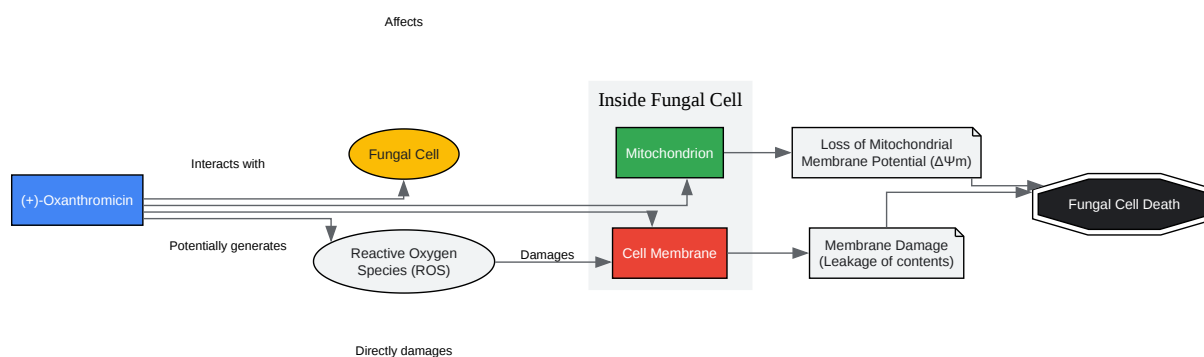 Affects
Inside Fungal Cell
Fungal Cell
Mitochondrion
Loss of Mitochondrial
Membrane Potential (ΔΨm)
Interacts with
(+)-Oxanthromicin
Fungal Cell Death
Potentially generates
Reactive Oxygen
Species (ROS)
Damages
Cell Membrane
Membrane Damage
(Leakage of contents)
Directly damages